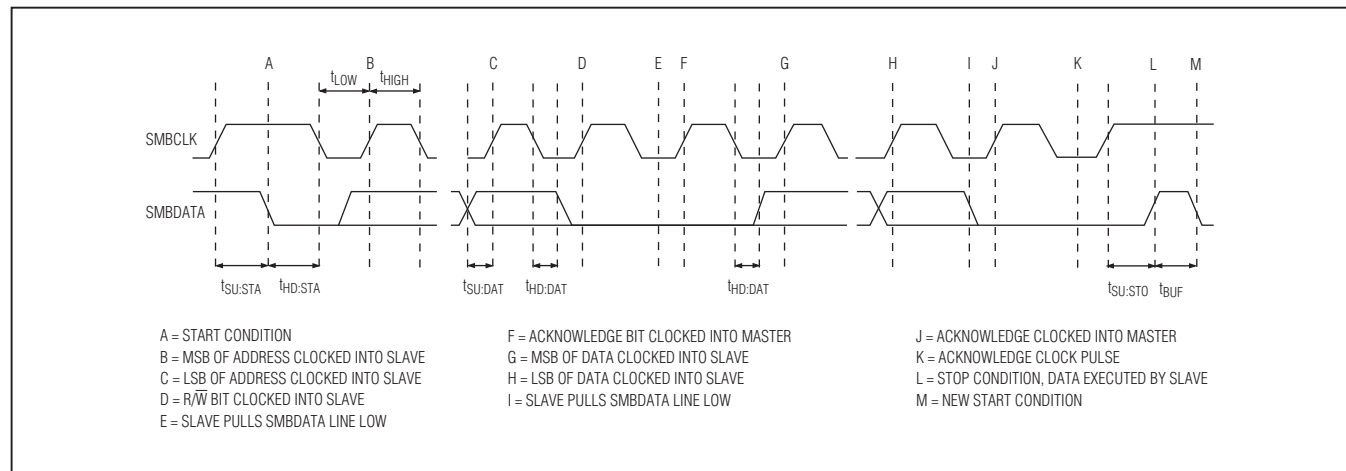 A B C D E F G H I J K L M
tLOW tHIGH
SMBCLK
SMBDATA
tSU:STA tHD:STA tSU:DAT tHD:DAT tHD:DAT tSU:STO tBUF
A = START CONDITION
B = MSB OF ADDRESS CLOCKED INTO SLAVE
C = LSB OF ADDRESS CLOCKED INTO SLAVE
D = R/W̅ BIT CLOCKED INTO SLAVE
E = SLAVE PULLS SMBDATA LINE LOW
F = ACKNOWLEDGE BIT CLOCKED INTO MASTER
G = MSB OF DATA CLOCKED INTO SLAVE
H = LSB OF DATA CLOCKED INTO SLAVE
I = SLAVE PULLS SMBDATA LINE LOW
J = ACKNOWLEDGE CLOCKED INTO MASTER
K = ACKNOWLEDGE CLOCK PULSE
L = STOP CONDITION, DATA EXECUTED BY SLAVE
M = NEW START CONDITION